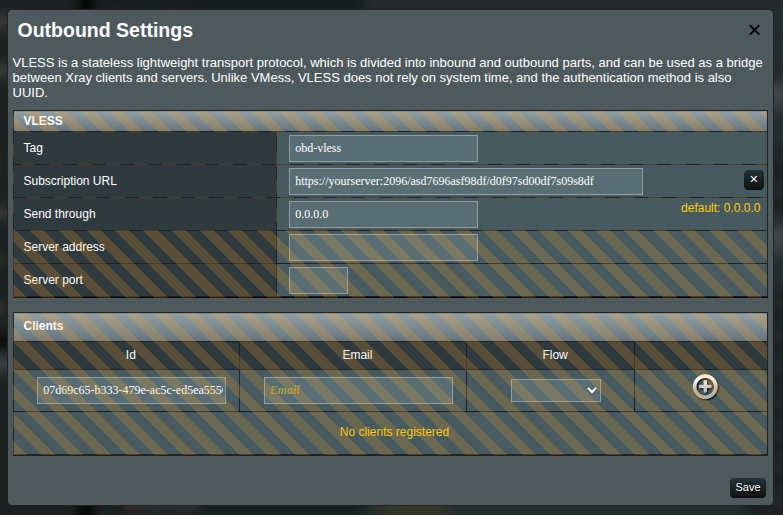 Outbound Settings
VLESS is a stateless lightweight transport protocol, which is divided into inbound and outbound parts, and can be used as a bridge
between Xray clients and servers. Unlike VMess, VLESS does not rely on system time, and the authentication method is also
UUID.
VLESS
Tag obd-vless
Subscription URL https://yourserver:2096/asd7696asf98df/d0f97sd00df7s09s8df
Send through 0.0.0.0 default: 0.0.0.0
Server address
Server port
Clients
Id Email Flow
07d69c65-b333-479e-ac5c-ed5ea555 Email
No clients registered
Save